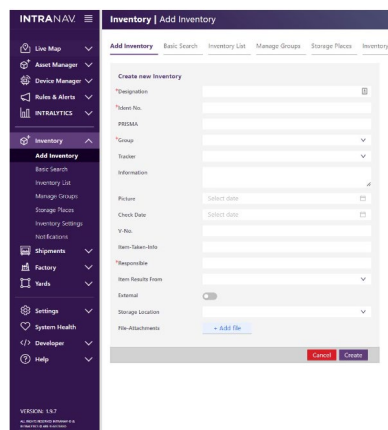 INTRANAV.
Inventory | Add Inventory
Live Map
Asset Manager
Device Manager
Rules & Alerts
INTRALYTICS
Inventory
Add Inventory
Basic Search
Inventory List
Manage Groups
Storage Places
Inventory Settings
Notifications
Shipments
Factory
Yards
Settings
System Health
Developer
Help
VERSION: 1.9.7
Add Inventory Basic Search Inventory List Manage Groups Storage Places Inventory
Create new Inventory
*Designation
*Ident-No.
PRISMA
*Group
Tracker
Information
Picture Select date
Check Date Select date
V-No.
Item-Taken-Info
*Responsible
Item Results From
External
Storage Location
File-Attachments + Add file
Cancel Create